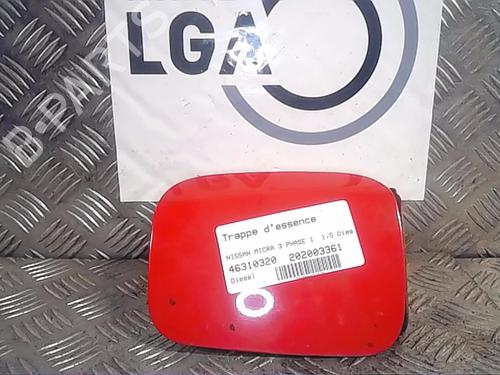 LGA
B-PARTS
Trappe d'essence
NISSAN MICRA 3 PHASE 1 1.5 Dies
46310320 202003361
Diesel